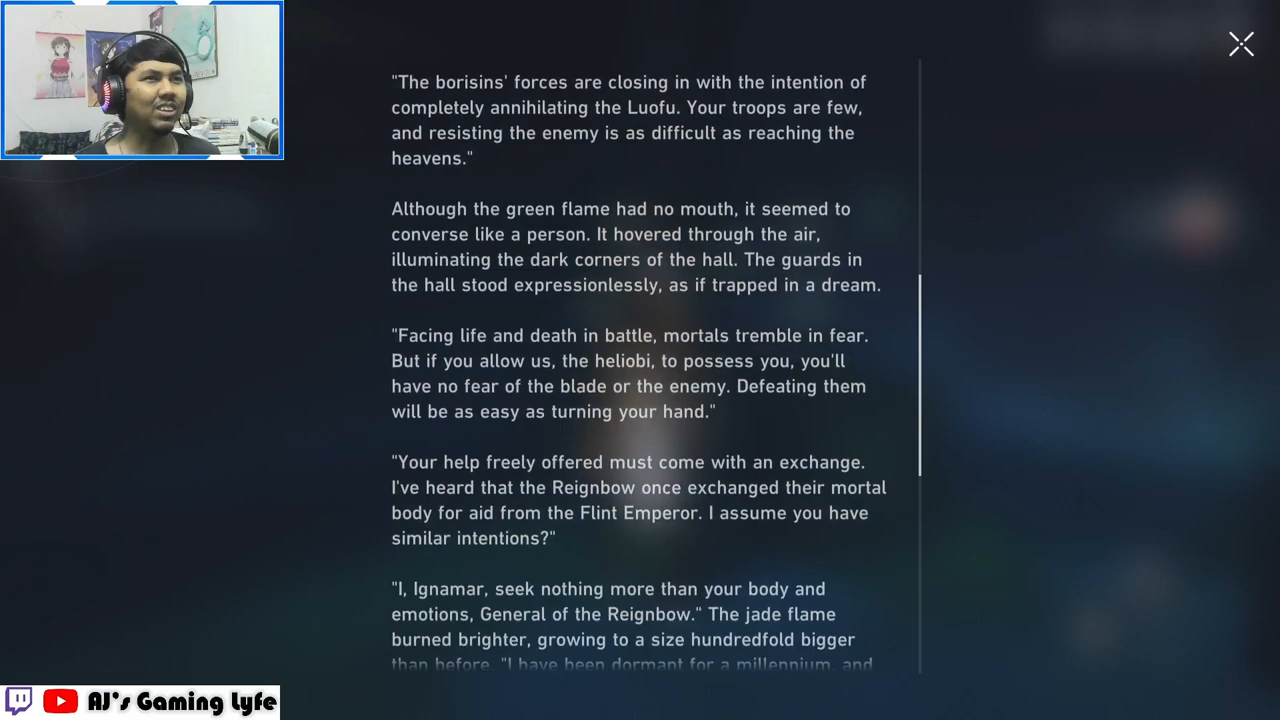 "The borisins' forces are closing in with the intention of
completely annihilating the Luofu. Your troops are few,
and resisting the enemy is as difficult as reaching the
heavens."
Although the green flame had no mouth, it seemed to
converse like a person. It hovered through the air,
illuminating the dark corners of the hall. The guards in
the hall stood expressionlessly, as if trapped in a dream.
"Facing life and death in battle, mortals tremble in fear.
But if you allow us, the heliobi, to possess you, you'll
have no fear of the blade or the enemy. Defeating them
will be as easy as turning your hand."
"Your help freely offered must come with an exchange.
I've heard that the Reignbow once exchanged their mortal
body for aid from the Flint Emperor. I assume you have
similar intentions?"
"I, Ignamar, seek nothing more than your body and
emotions, General of the Reignbow." The jade flame
burned brighter, growing to a size hundredfold bigger
than before. "I have been dormant for a millennium, and
AJ's Gaming Lyfe